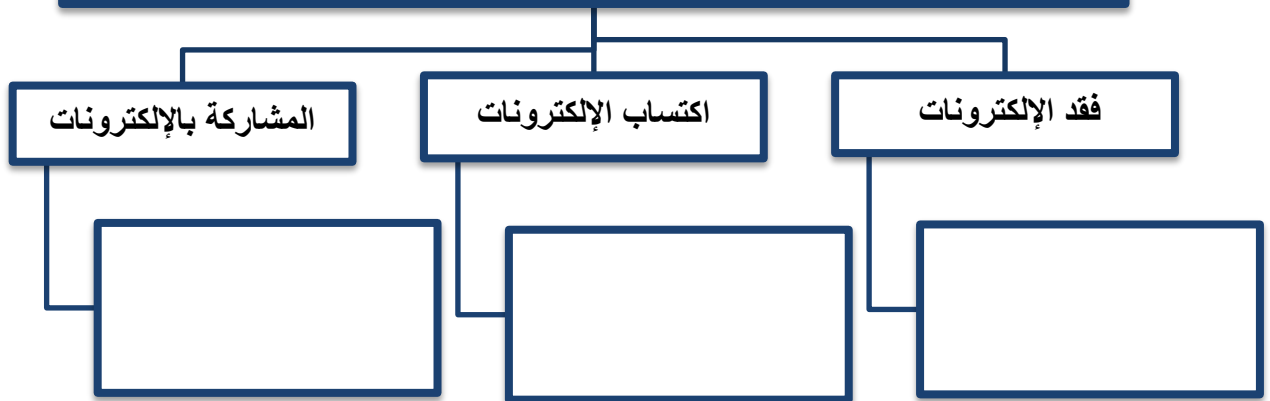 فقد الإلكترونات
اكتساب الإلكترونات
المشاركة بالإلكترونات